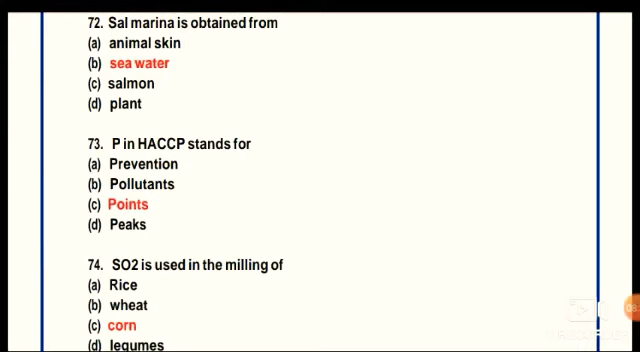 72. Sal marina is obtained from
(a) animal skin
(b) sea water
(c) salmon
(d) plant
73. P in HACCP stands for
(a) Prevention
(b) Pollutants
(c) Points
(d) Peaks
74. SO2 is used in the milling of
(a) Rice
(b) wheat
(c) corn
(d) legumes